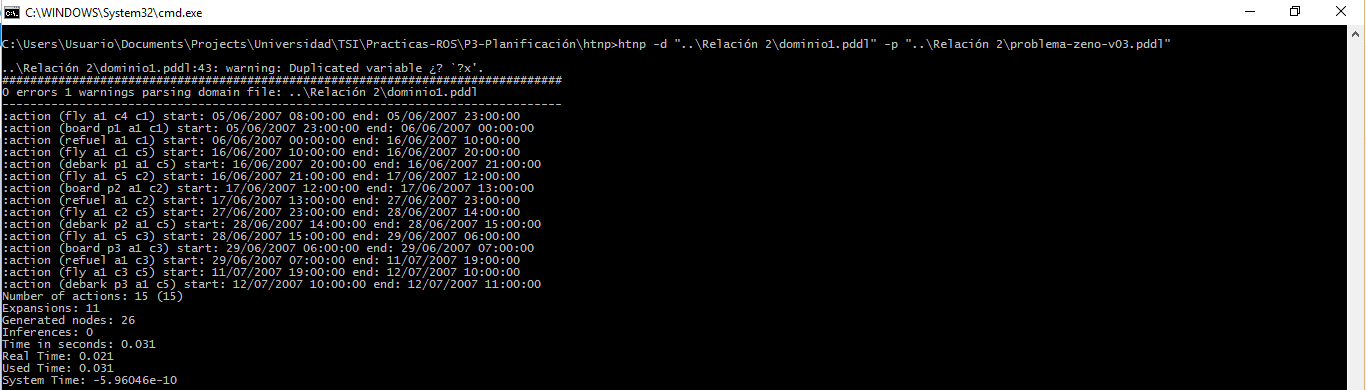 C:\WINDOWS\System32\cmd.exe
C:\Users\Usuario\Documents\Projects\Universidad\TSI\Practicas-ROS\P3-Planificación\htnp>htnp -d "..\Relación 2\dominio1.pddl" -p "..\Relación 2\problema-zeno-v03.pddl"
..\Relación 2\dominio1.pddl:43: warning: Duplicated variable ¿? `?x'.
###############################################################################
0 errors 1 warnings parsing domain file: ..\Relación 2\dominio1.pddl
-------------------------------------------------------------------------------
:action (fly a1 c4 c1) start: 05/06/2007 08:00:00 end: 05/06/2007 23:00:00
:action (board p1 a1 c1) start: 05/06/2007 23:00:00 end: 06/06/2007 00:00:00
:action (refuel a1 c1) start: 06/06/2007 00:00:00 end: 16/06/2007 10:00:00
:action (fly a1 c1 c5) start: 16/06/2007 10:00:00 end: 16/06/2007 20:00:00
:action (debark p1 a1 c5) start: 16/06/2007 20:00:00 end: 16/06/2007 21:00:00
:action (fly a1 c5 c2) start: 16/06/2007 21:00:00 end: 17/06/2007 12:00:00
:action (board p2 a1 c2) start: 17/06/2007 12:00:00 end: 17/06/2007 13:00:00
:action (refuel a1 c2) start: 17/06/2007 13:00:00 end: 27/06/2007 23:00:00
:action (fly a1 c2 c5) start: 27/06/2007 23:00:00 end: 28/06/2007 14:00:00
:action (debark p2 a1 c5) start: 28/06/2007 14:00:00 end: 28/06/2007 15:00:00
:action (fly a1 c5 c3) start: 28/06/2007 15:00:00 end: 29/06/2007 06:00:00
:action (board p3 a1 c3) start: 29/06/2007 06:00:00 end: 29/06/2007 07:00:00
:action (refuel a1 c3) start: 29/06/2007 07:00:00 end: 11/07/2007 19:00:00
:action (fly a1 c3 c5) start: 11/07/2007 19:00:00 end: 12/07/2007 10:00:00
:action (debark p3 a1 c5) start: 12/07/2007 10:00:00 end: 12/07/2007 11:00:00
Number of actions: 15 (15)
Expansions: 11
Generated nodes: 26
Inferences: 0
Time in seconds: 0.031
Real Time: 0.021
Used Time: 0.031
System Time: -5.96046e-10